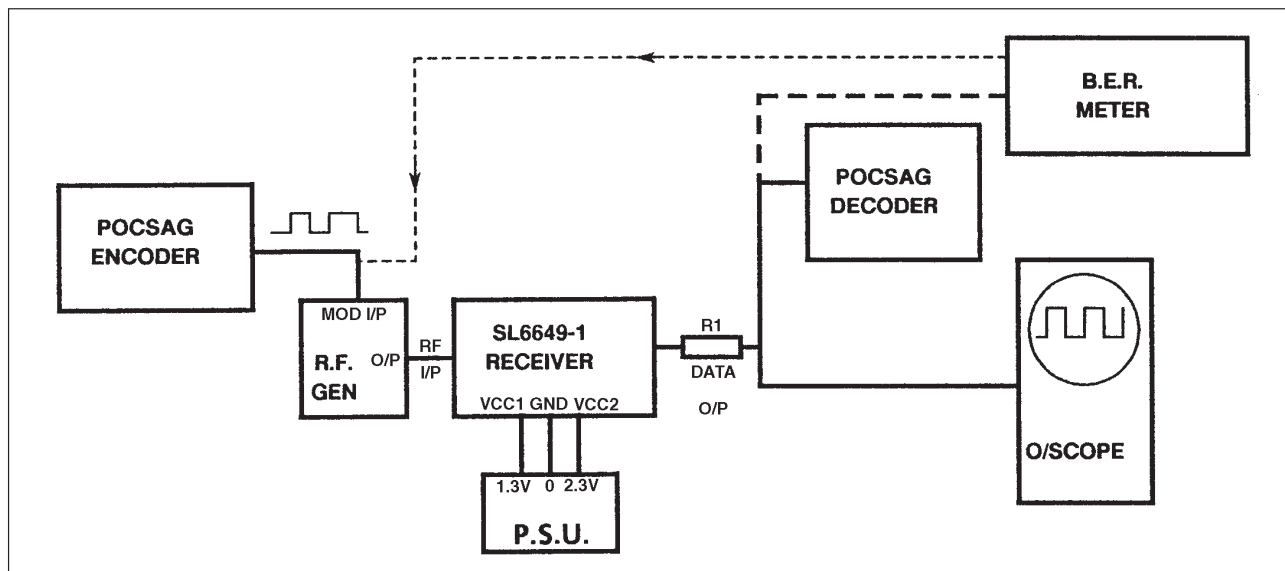 B.E.R.
METER
POCSAG
DECODER
POCSAG
ENCODER
MOD I/P
R.F.
GEN
O/P
RF
I/P
SL6649-1
RECEIVER
VCC1 GND VCC2
R1
DATA
O/P
O/SCOPE
1.3V 0 2.3V
P.S.U.